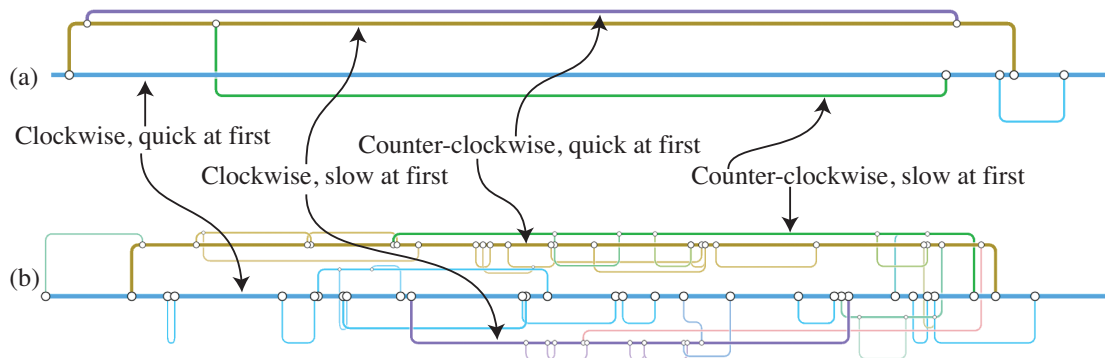 (a)
Clockwise, quick at first
Counter-clockwise, quick at first
Clockwise, slow at first
Counter-clockwise, slow at first
(b)